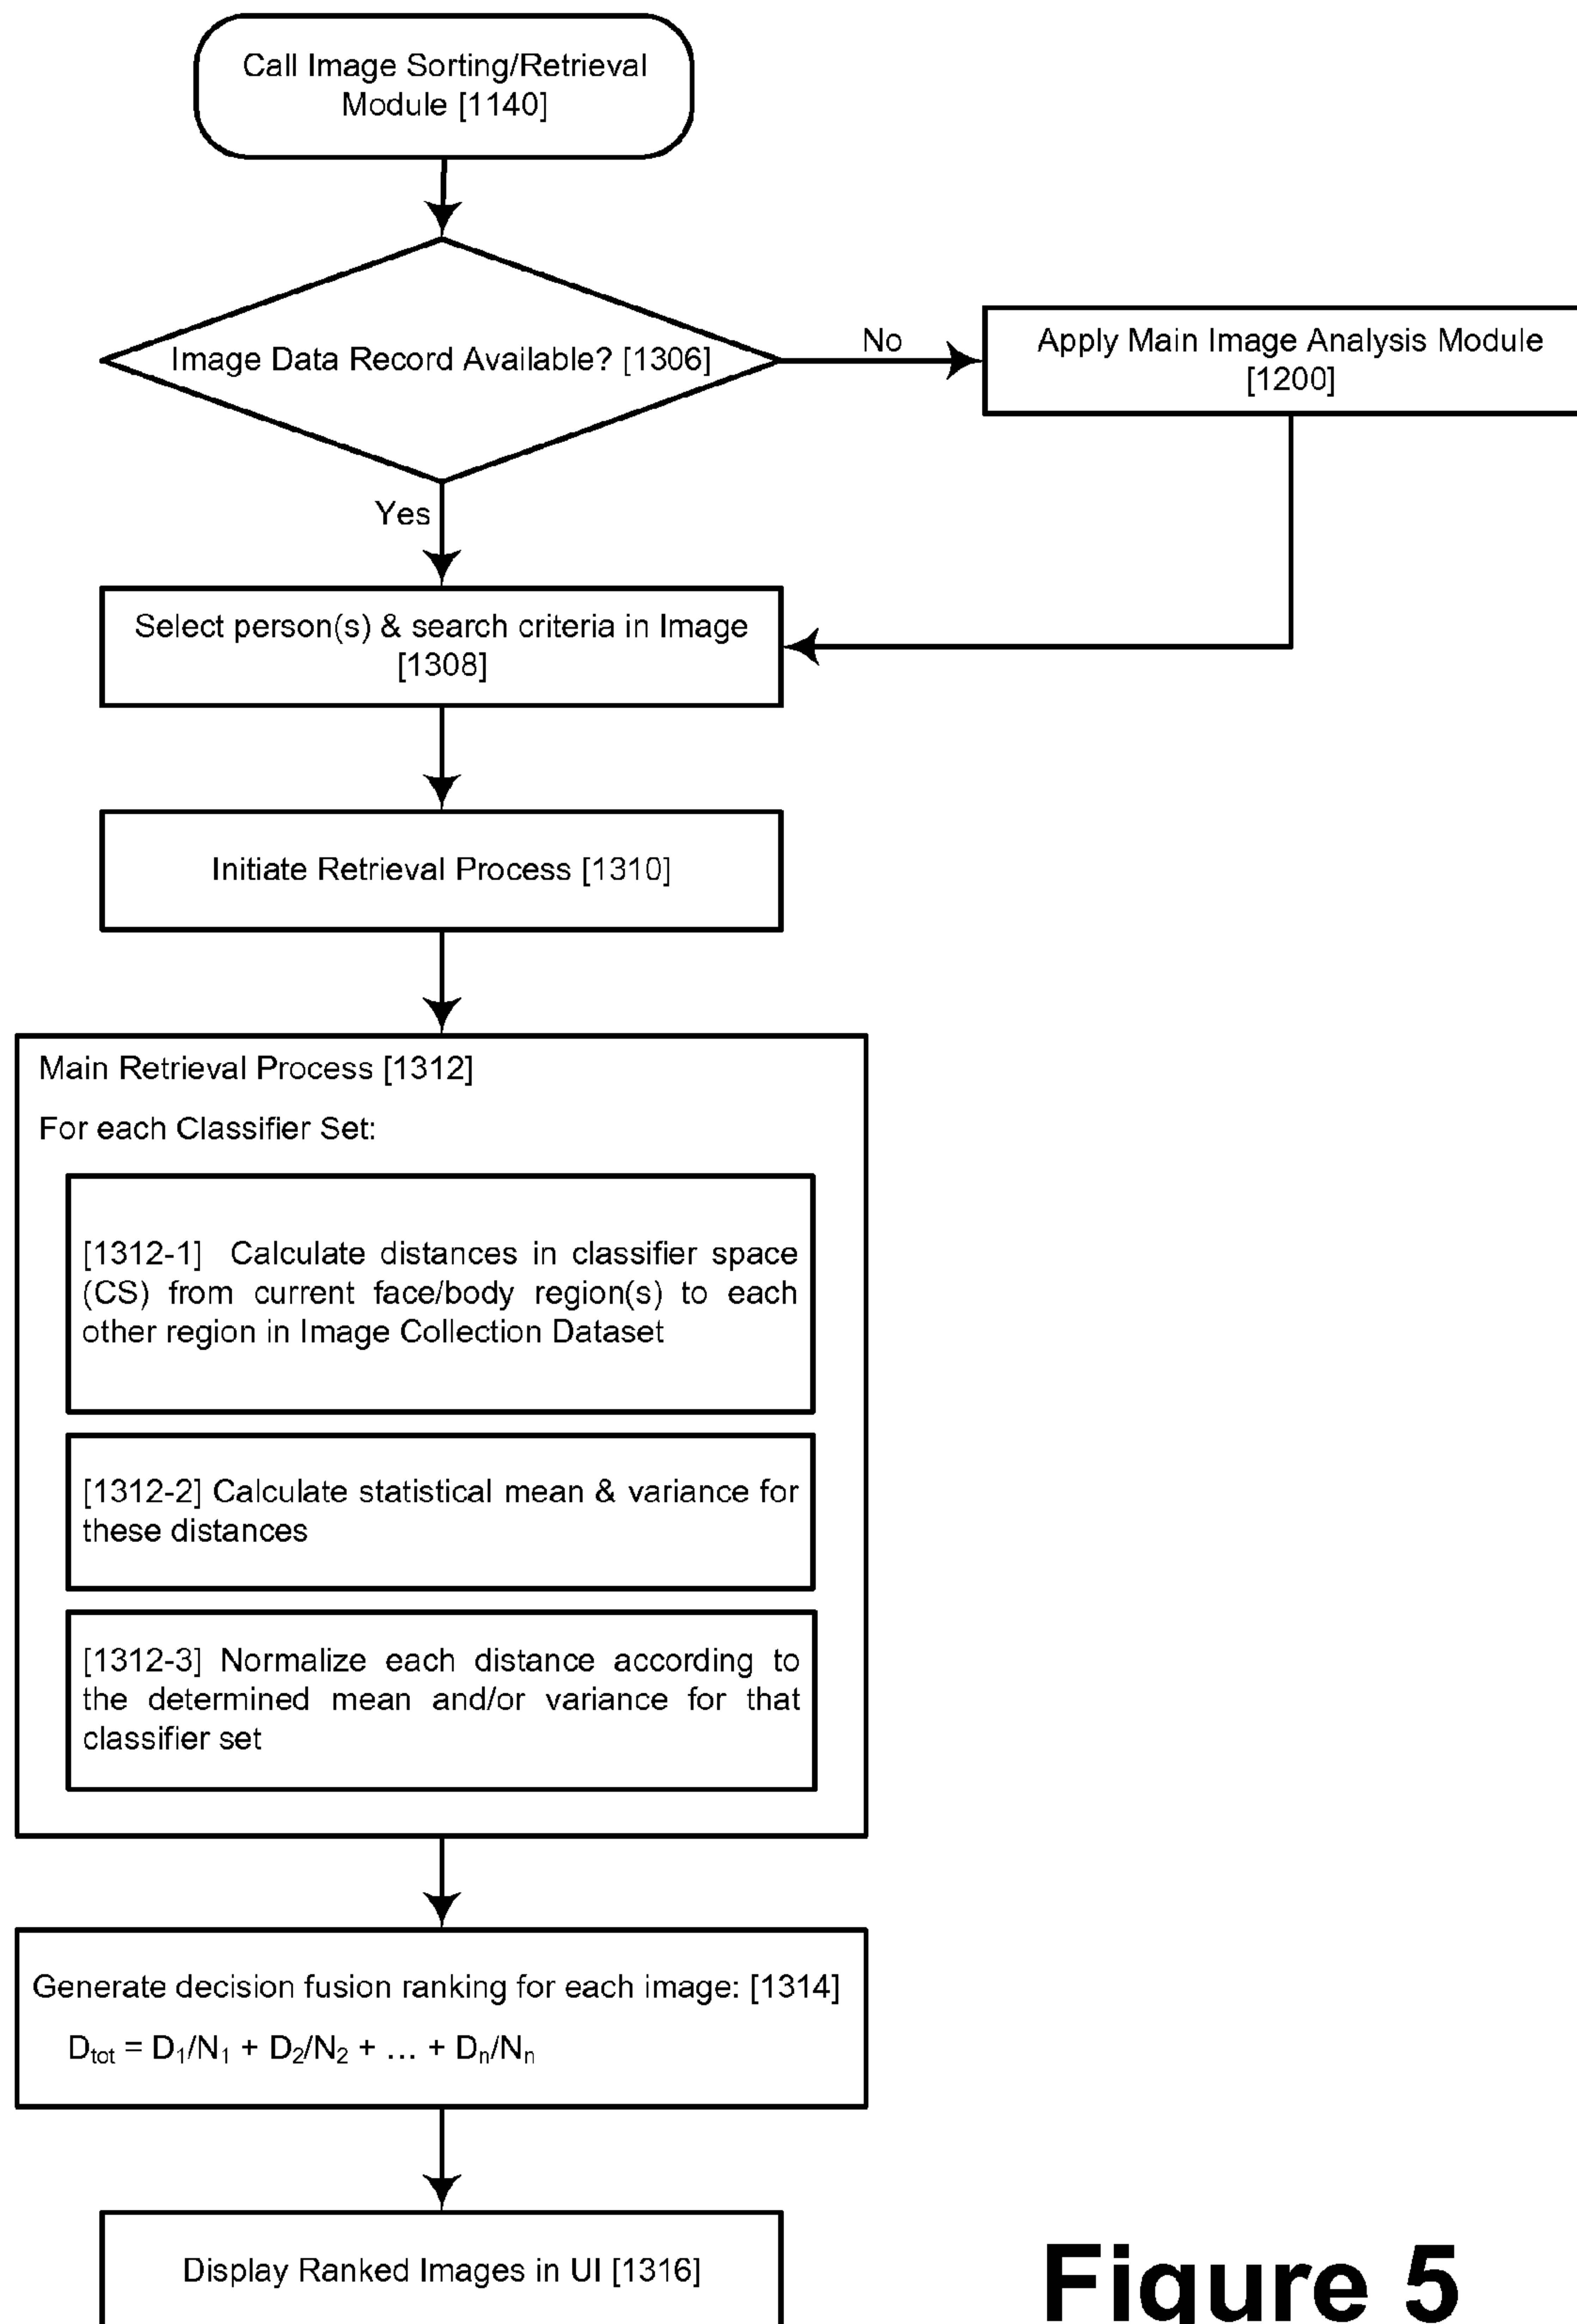 Call Image Sorting/Retrieval
Module [1140]
Image Data Record Available? [1306]
No
Apply Main Image Analysis Module
[1200]
Yes
Select person(s) & search criteria in Image
[1308]
Initiate Retrieval Process [1310]
Main Retrieval Process [1312]
For each Classifier Set:
[1312-1] Calculate distances in classifier space
(CS) from current face/body region(s) to each
other region in Image Collection Dataset
[1312-2] Calculate statistical mean & variance for
these distances
[1312-3] Normalize each distance according to
the determined mean and/or variance for that
classifier set
Generate decision fusion ranking for each image: [1314]
Dtot = D1/N1 + D2/N2 + ... + Dn/Nn
Display Ranked Images in UI [1316]
Figure 5